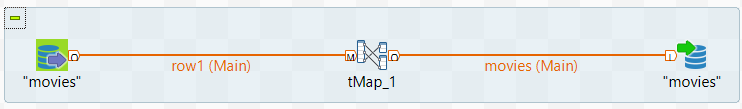 O
row1 (Main)
M
O
movies (Main)
I
"movies"
tMap_1
"movies"